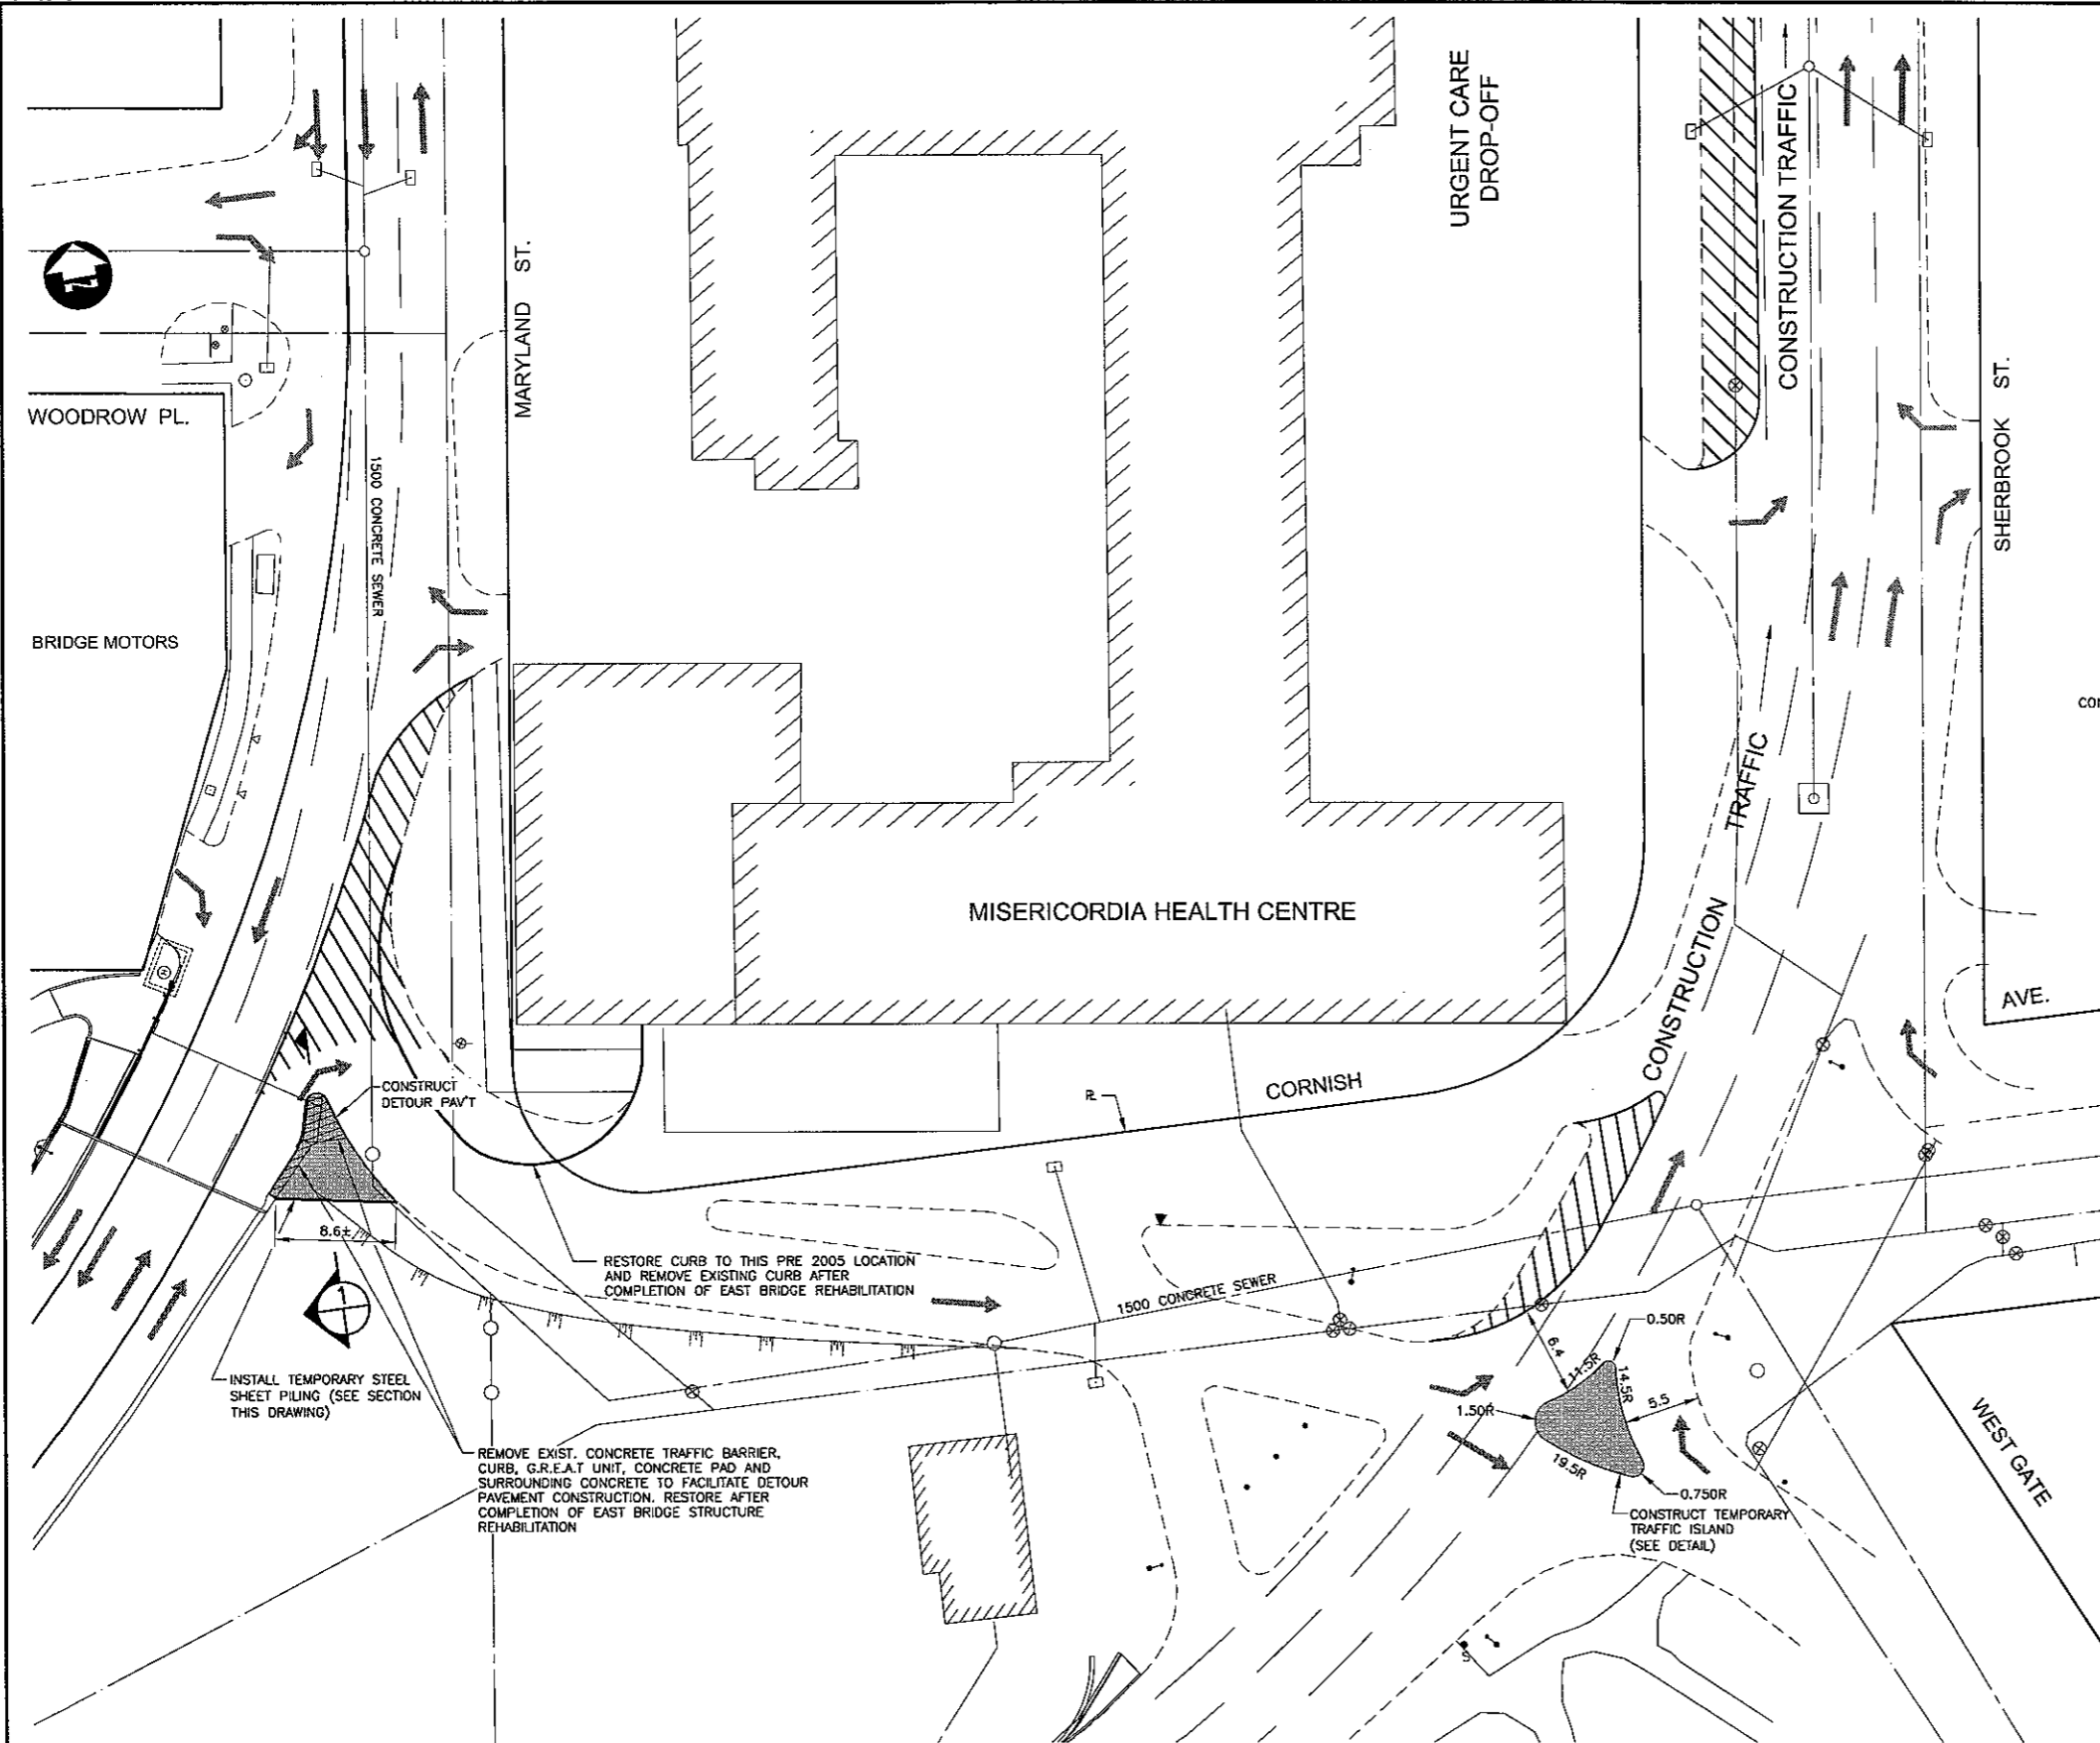 URGENT CARE
DROP-OFF
CONSTRUCTION TRAFFIC
MARYLAND ST.
SHERBROOK ST.
WOODROW PL.
1500 CONCRETE SEWER
BRIDGE MOTORS
CONSTRUCTION TRAFFIC
MISERICORDIA HEALTH CENTRE
AVE.
CORNISH
CONSTRUCT
DETOUR PAV'T
8.6±
RESTORE CURB TO THIS PRE 2005 LOCATION
AND REMOVE EXISTING CURB AFTER
COMPLETION OF EAST BRIDGE REHABILITATION
1500 CONCRETE SEWER
1
INSTALL TEMPORARY STEEL
SHEET PILING (SEE SECTION
THIS DRAWING)
REMOVE EXIST. CONCRETE TRAFFIC BARRIER,
CURB, G.R.E.A.T UNIT, CONCRETE PAD AND
SURROUNDING CONCRETE TO FACILITATE DETOUR
PAVEMENT CONSTRUCTION. RESTORE AFTER
COMPLETION OF EAST BRIDGE STRUCTURE
REHABILITATION
0.50R
6.4
11.5R
14.5R
1.50R
5.5
19.5R
0.750R
CONSTRUCT TEMPORARY
TRAFFIC ISLAND
(SEE DETAIL)
WEST GATE
S